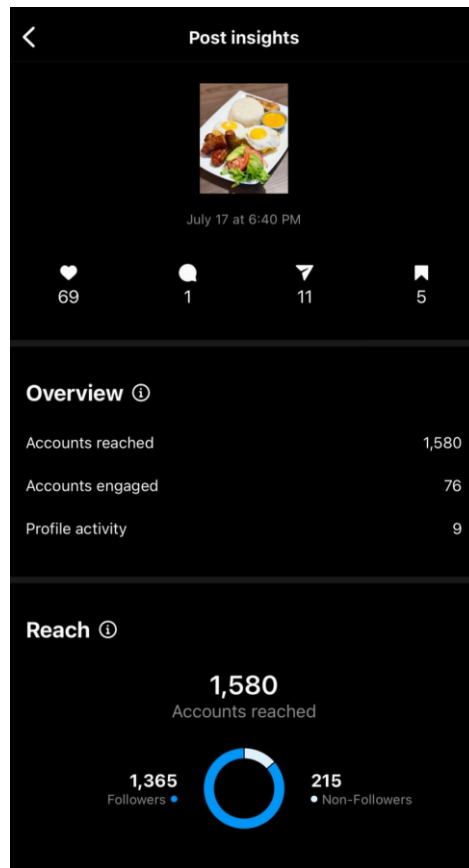 Post insights
July 17 at 6:40 PM
69 1 11 5
Overview
Accounts reached 1,580
Accounts engaged 76
Profile activity 9
Reach
1,580
Accounts reached
1,365 215
Followers Non-Followers